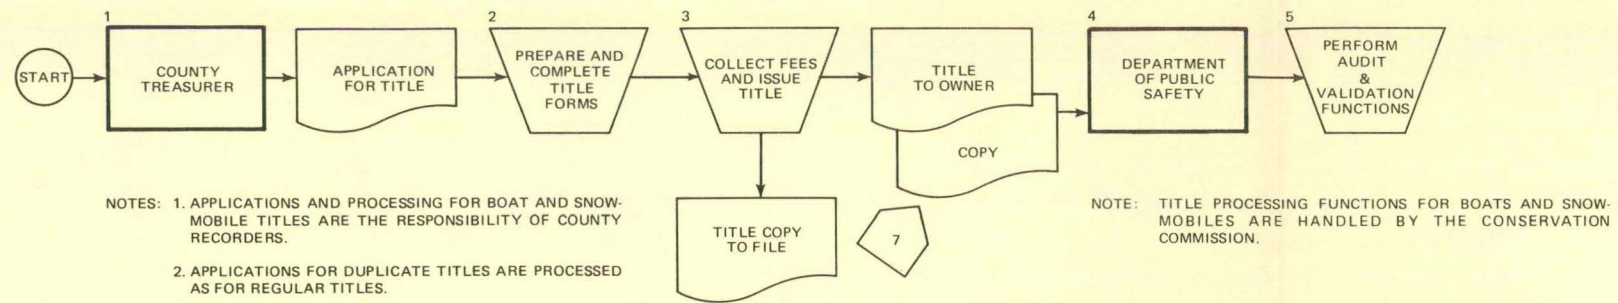 START
1
COUNTY
TREASURER
APPLICATION
FOR TITLE
2
PREPARE AND
COMPLETE
TITLE
FORMS
3
COLLECT FEES
AND ISSUE
TITLE
TITLE
TO OWNER
COPY
4
DEPARTMENT
OF PUBLIC
SAFETY
5
PERFORM
AUDIT
&
VALIDATION
FUNCTIONS
TITLE COPY
TO FILE
7
NOTES: 1. APPLICATIONS AND PROCESSING FOR BOAT AND SNOW-
MOBILE TITLES ARE THE RESPONSIBILITY OF COUNTY
RECORDERS.
2. APPLICATIONS FOR DUPLICATE TITLES ARE PROCESSED
AS FOR REGULAR TITLES.
NOTE: TITLE PROCESSING FUNCTIONS FOR BOATS AND SNOW-
MOBILES ARE HANDLED BY THE CONSERVATION
COMMISSION.